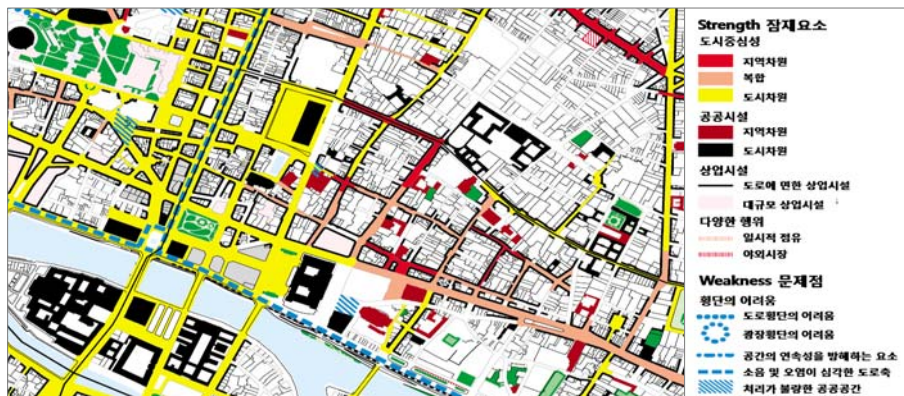 Strength 잠재요소
도시중심성
지역차원
복합
도시차원
공공시설
지역차원
도시차원
상업시설
도로에 면한 상업시설
대규모 상업시설
다양한 행위
일시적 점유
야외시장
Weakness 문제점
횡단의 어려움
도로횡단의 어려움
광장횡단의 어려움
공간의 연속성을 방해하는 요소
소음 및 오염이 심각한 도로축
처리가 불량한 공공공간